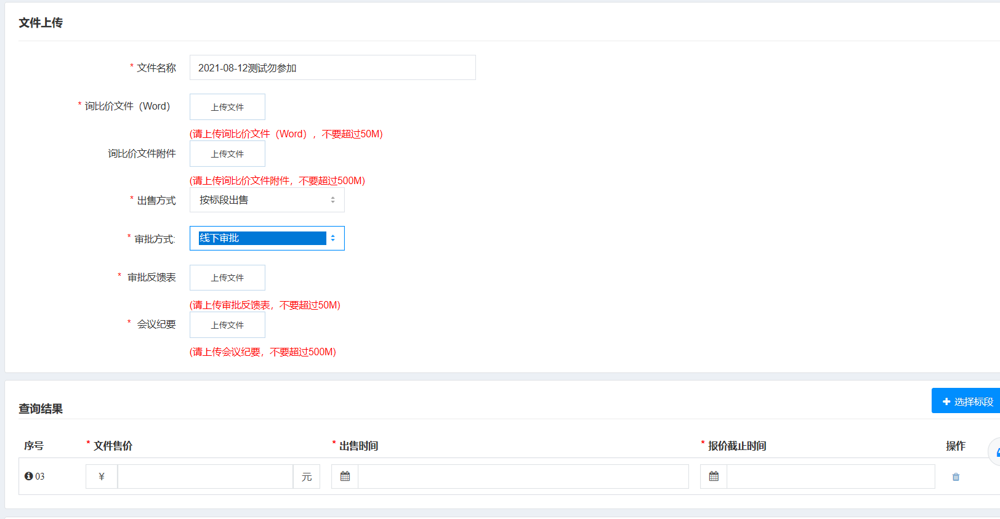 文件上传
* 文件名称 2021-08-12测试勿参加
* 询比价文件（Word） 上传文件
(请上传询比价文件（Word），不要超过50M)
询比价文件附件 上传文件
(请上传询比价文件附件，不要超过500M)
* 出售方式 按标段出售
* 审批方式: 线下审批
* 审批反馈表 上传文件
(请上传审批反馈表，不要超过50M)
* 会议纪要 上传文件
(请上传会议纪要，不要超过500M)
查询结果 选择标段
序号 * 文件售价 * 出售时间 * 报价截止时间 操作
03 ¥ 元